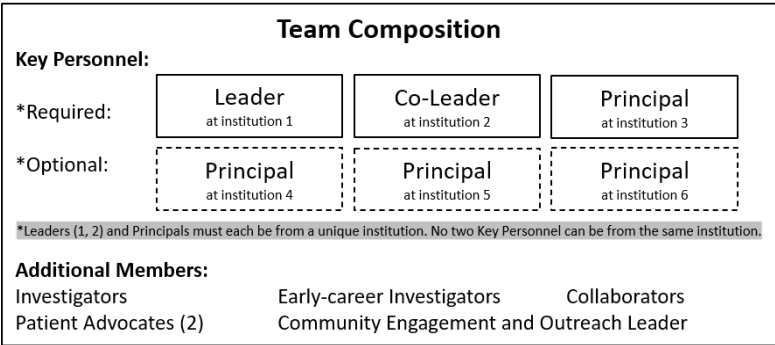 Team Composition
Key Personnel:
*Required:
Leader
at institution 1
Co-Leader
at institution 2
Principal
at institution 3
*Optional:
Principal
at institution 4
Principal
at institution 5
Principal
at institution 6
*Leaders (1, 2) and Principals must each be from a unique institution. No two Key Personnel can be from the same institution.
Additional Members:
Investigators Early-career Investigators Collaborators
Patient Advocates (2) Community Engagement and Outreach Leader